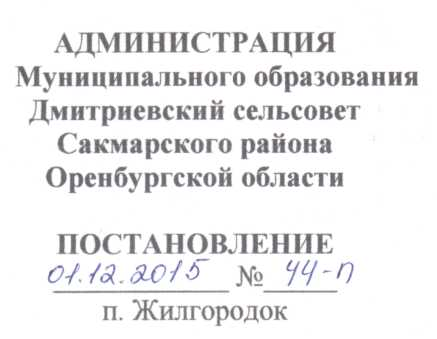 АДМИНИСТРАЦИЯ
Муниципального образования
Дмитриевский сельсовет
Сакмарского района
Оренбургской области
ПОСТАНОВЛЕНИЕ
01.12.2015 № 44-п
п. Жилгородок